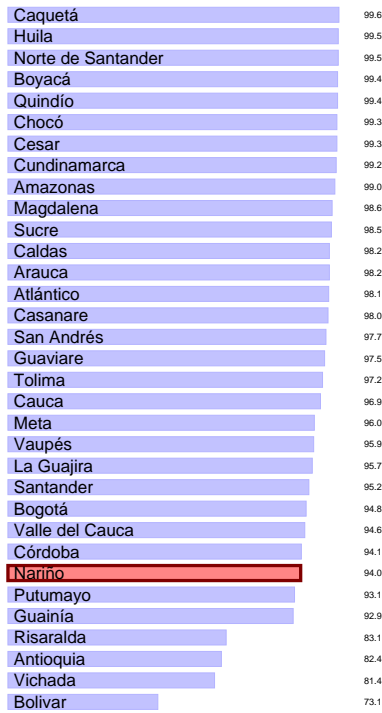 Caquetá 99.6
Huila 99.5
Norte de Santander 99.5
Boyacá 99.4
Quindío 99.4
Chocó 99.3
Cesar 99.3
Cundinamarca 99.2
Amazonas 99.0
Magdalena 98.6
Sucre 98.5
Caldas 98.2
Arauca 98.2
Atlántico 98.1
Casanare 98.0
San Andrés 97.7
Guaviare 97.5
Tolima 97.2
Cauca 96.9
Meta 96.0
Vaupés 95.9
La Guajira 95.7
Santander 95.2
Bogotá 94.8
Valle del Cauca 94.6
Córdoba 94.1
Nariño 94.0
Putumayo 93.1
Guainía 92.9
Risaralda 83.1
Antioquia 82.4
Vichada 81.4
Bolivar 73.1